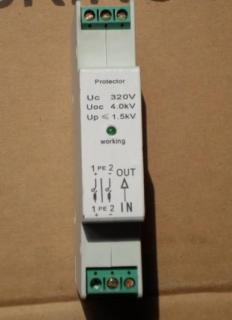 Protector
Uc 320V
Uoc 4.0kV
Up ≤ 1.5kV
working
1 PE 2
+ -
OUT
1 PE 2
+ -
IN